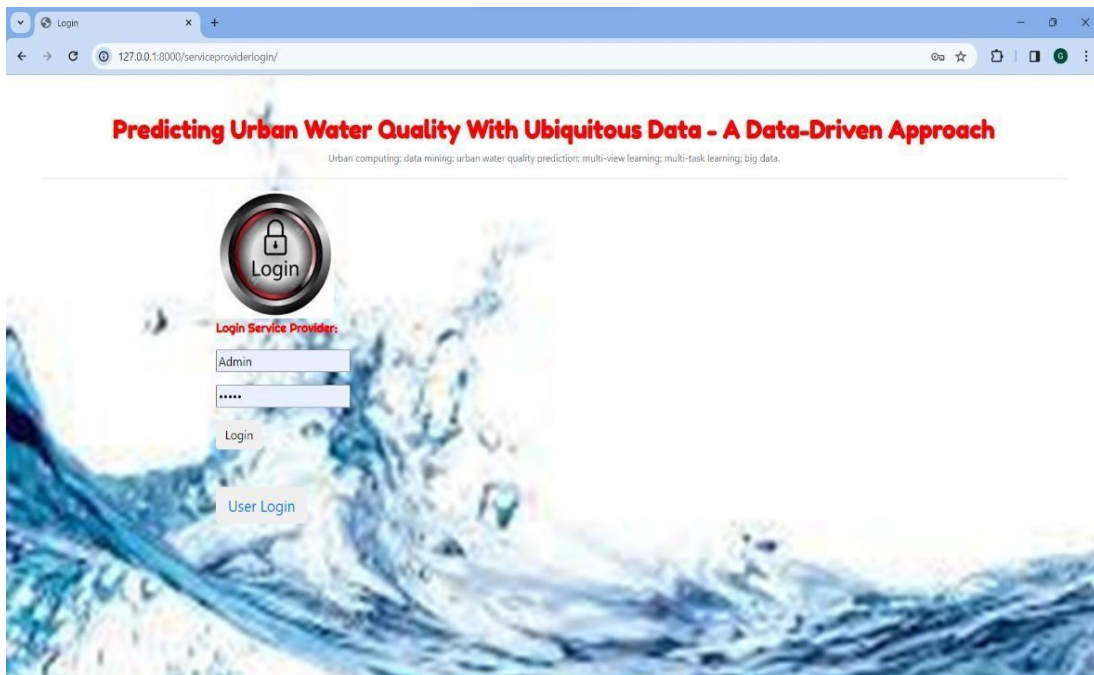 Login
127.0.0.1:8000/serviceproviderlogin/
G
Predicting Urban Water Quality With Ubiquitous Data - A Data-Driven Approach
Urban computing; data mining; urban water quality prediction; multi-view learning; multi-task learning; big data.
Login
Login Service Provider:
Admin
•••••
Login
User Login